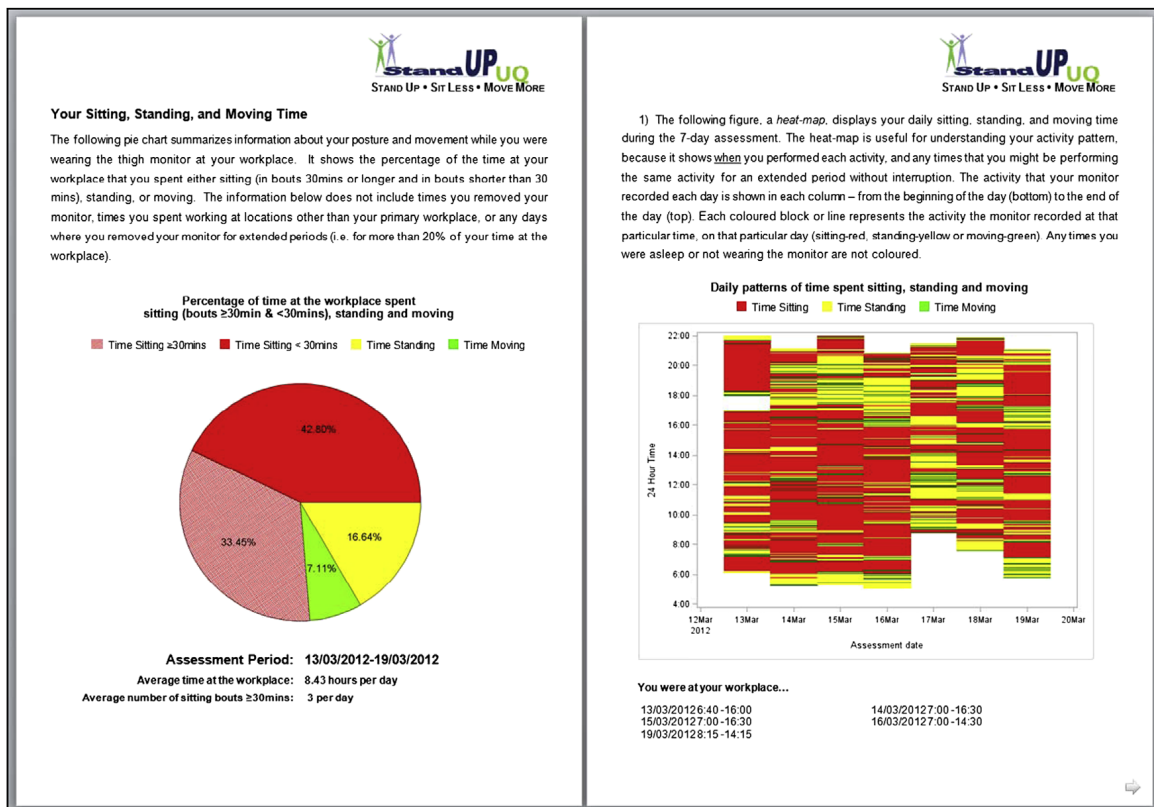 Stand UP UQ
STAND UP • SIT LESS • MOVE MORE
Your Sitting, Standing, and Moving Time
The following pie chart summarizes information about your posture and movement while you were
wearing the thigh monitor at your workplace. It shows the percentage of the time at your
workplace that you spent either sitting (in bouts 30mins or longer and in bouts shorter than 30
mins), standing, or moving. The information below does not include times you removed your
monitor, times you spent working at locations other than your primary workplace, or any days
where you removed your monitor for extended periods (i.e. for more than 20% of your time at the
workplace).
Percentage of time at the workplace spent
sitting (bouts ≥30min & <30mins), standing and moving
Time Sitting ≥30mins
Time Sitting < 30mins
Time Standing
Time Moving
42.80%
33.45%
16.64%
7.11%
Assessment Period: 13/03/2012-19/03/2012
Average time at the workplace: 8.43 hours per day
Average number of sitting bouts ≥30mins: 3 per day
Stand UP UQ
STAND UP • SIT LESS • MOVE MORE
1) The following figure, a heat-map, displays your daily sitting, standing, and moving time
during the 7-day assessment. The heat-map is useful for understanding your activity pattern,
because it shows when you performed each activity, and any times that you might be performing
the same activity for an extended period without interruption. The activity that your monitor
recorded each day is shown in each column – from the beginning of the day (bottom) to the end of
the day (top). Each coloured block or line represents the activity the monitor recorded at that
particular time, on that particular day (sitting-red, standing-yellow or moving-green). Any times you
were asleep or not wearing the monitor are not coloured.
Daily patterns of time spent sitting, standing and moving
Time Sitting
Time Standing
Time Moving
24 Hour Time
22:00
20:00
18:00
16:00
14:00
12:00
10:00
8:00
6:00
4:00
12Mar
2012
13Mar
14Mar
15Mar
16Mar
17Mar
18Mar
19Mar
20Mar
Assessment date
You were at your workplace...
13/03/20126:40-16:00
14/03/20127:00-16:30
15/03/20127:00-16:30
16/03/20127:00-14:30
19/03/20128:15-14:15